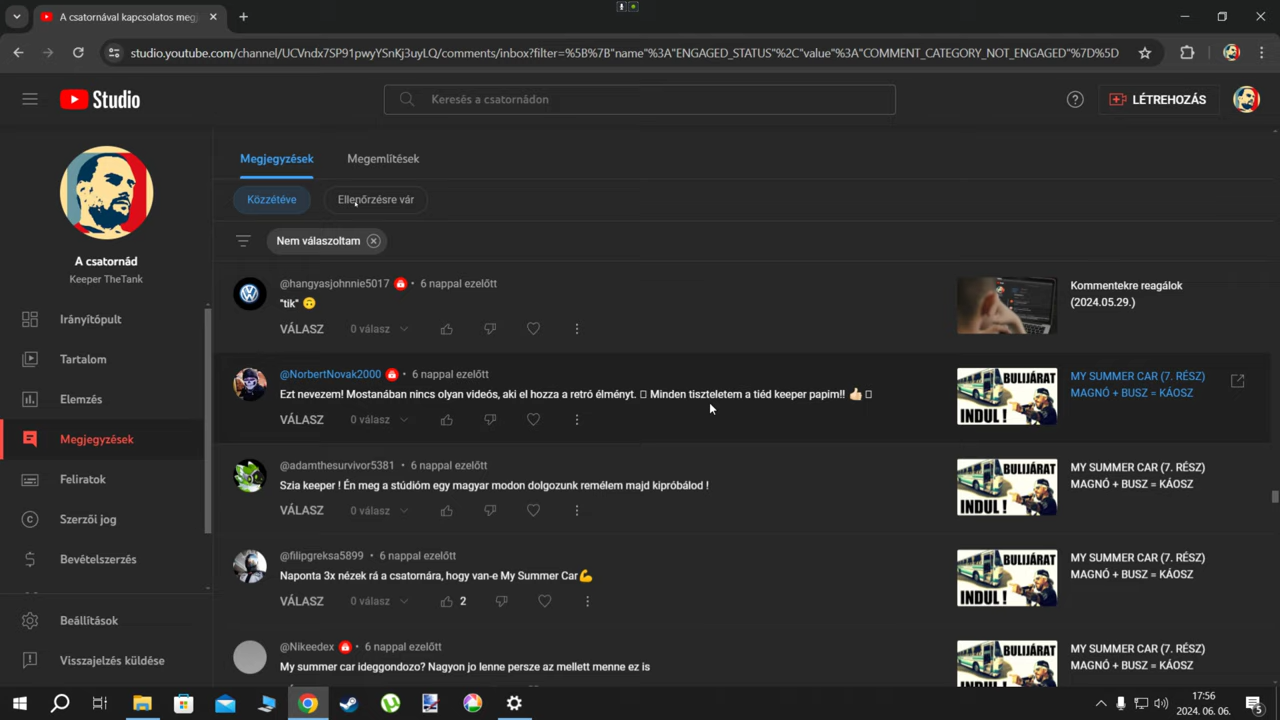 A csatornával kapcsolatos meg
studio.youtube.com/channel/UCVndx7SP91pwyYSnKj3uyLQ/comments/inbox?filter=%5B%7B"name"%3A"ENGAGED_STATUS"%2C"value"%3A"COMMENT_CATEGORY_NOT_ENGAGED"%7D%5D
Studio
Keresés a csatornádon
LÉTREHOZÁS
A csatornád
Keeper TheTank
Irányítópult
Tartalom
Elemzés
Megjegyzések
Feliratok
Szerzői jog
Bevételszerzés
Beállítások
Visszajelzés küldése
Megjegyzések
Megemlítések
Közzétéve
Ellenőrzésre vár
Nem válaszoltam
@hangyasjohnnie5017 • 6 nappal ezelőtt
"tik" 🙃
VÁLASZ 0 válasz
Kommentekre reagálok
(2024.05.29.)
@NorbertNovak2000 • 6 nappal ezelőtt
Ezt nevezem! Mostanában nincs olyan vidós, aki el hozza a retró élményt. Minden tiszteletem a tiéd keeper papim!! 👍🏻
VÁLASZ 0 válasz
BULIJÁRAT
INDUL !
MY SUMMER CAR (7. RÉSZ)
MAGNÓ + BUSZ = KÁOSZ
@adamthesurvivor5381 • 6 nappal ezelőtt
Szia keeper ! Én meg a stúdióm egy magyar modon dolgozunk remélem majd kipróbálod !
VÁLASZ 0 válasz
BULIJÁRAT
INDUL !
MY SUMMER CAR (7. RÉSZ)
MAGNÓ + BUSZ = KÁOSZ
@filipgreksa5899 • 6 nappal ezelőtt
Naponta 3x nézek rá a csatornára, hogy van-e My Summer Car💪
VÁLASZ 0 válasz 2
BULIJÁRAT
INDUL !
MY SUMMER CAR (7. RÉSZ)
MAGNÓ + BUSZ = KÁOSZ
@Nikeedex • 6 nappal ezelőtt
My summer car ideggondozo? Nagyon jo lenne persze az mellett menne ez is
BULIJÁRAT
MY SUMMER CAR (7. RÉSZ)
MAGNÓ + BUSZ = KÁOSZ
17:56
2024. 06. 06.
5